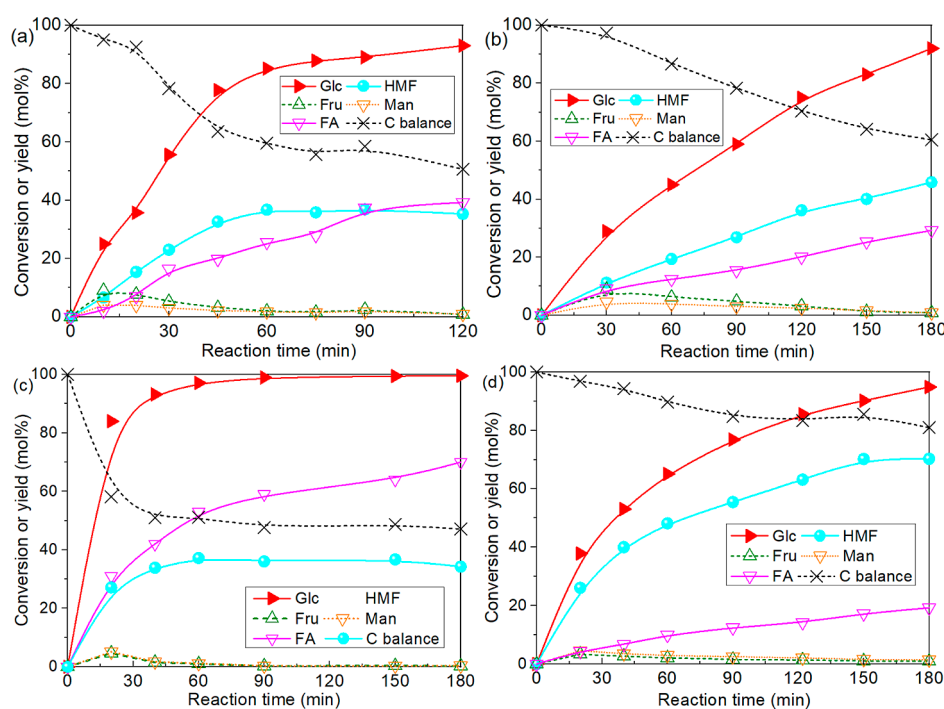 (a)
Conversion or yield (mol%)
100
80
60
40
20
0
Glc HMF
Fru Man
FA C balance
0 30 60 90 120
Reaction time (min)
(b)
Conversion or yield (mol%)
100
80
60
40
20
0
Glc HMF
Fru Man
FA C balance
0 30 60 90 120 150 180
Reaction time (min)
(c)
Conversion or yield (mol%)
100
80
60
40
20
0
Glc HMF
Fru Man
FA C balance
0 30 60 90 120 150 180
Reaction time (min)
(d)
Conversion or yield (mol%)
100
80
60
40
20
0
Glc HMF
Fru Man
FA C balance
0 30 60 90 120 150 180
Reaction time (min)